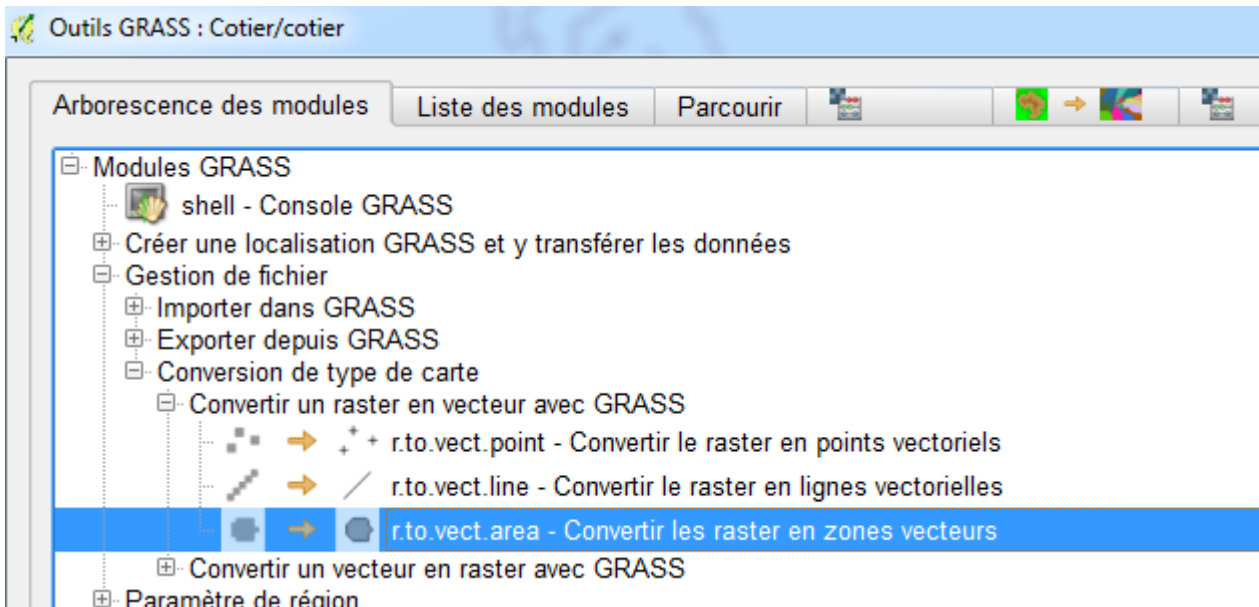 Outils GRASS : Cotier/cotier
Arborescence des modules Liste des modules Parcourir
Modules GRASS
shell - Console GRASS
Créer une localisation GRASS et y transférer les données
Gestion de fichier
Importer dans GRASS
Exporter depuis GRASS
Conversion de type de carte
Convertir un raster en vecteur avec GRASS
r.to.vect.point - Convertir le raster en points vectoriels
r.to.vect.line - Convertir le raster en lignes vectorielles
r.to.vect.area - Convertir les raster en zones vecteurs
Convertir un vecteur en raster avec GRASS
Paramètre de région